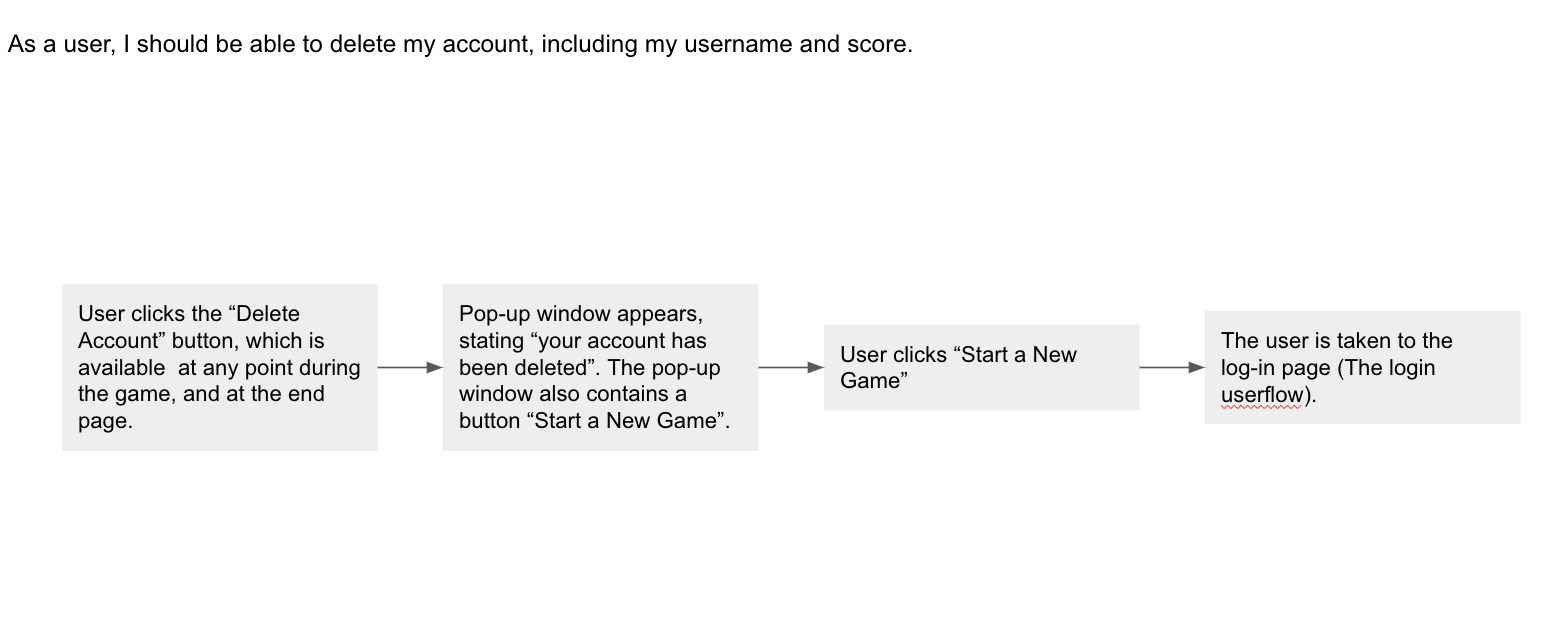 As a user, I should be able to delete my account, including my username and score.
User clicks the “Delete
Account” button, which is
available  at any point during
the game, and at the end
page.
Pop-up window appears,
stating “your account has
been deleted”. The pop-up
window also contains a
button “Start a New Game”.
User clicks “Start a New
Game”
The user is taken to the
log-in page (The login
userflow).